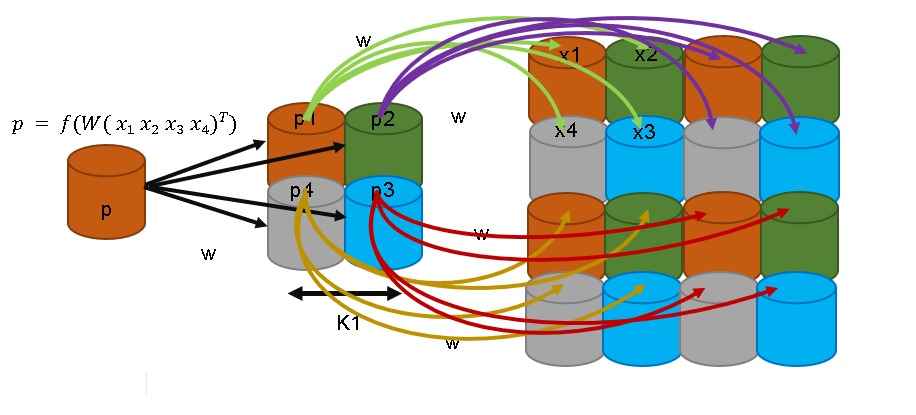 w
x1 x2
p1 p2
w
p = f(W( x₁ x₂ x₃ x₄)ᵀ)
x4 x3
p4 p3
p
w
w
K1
w